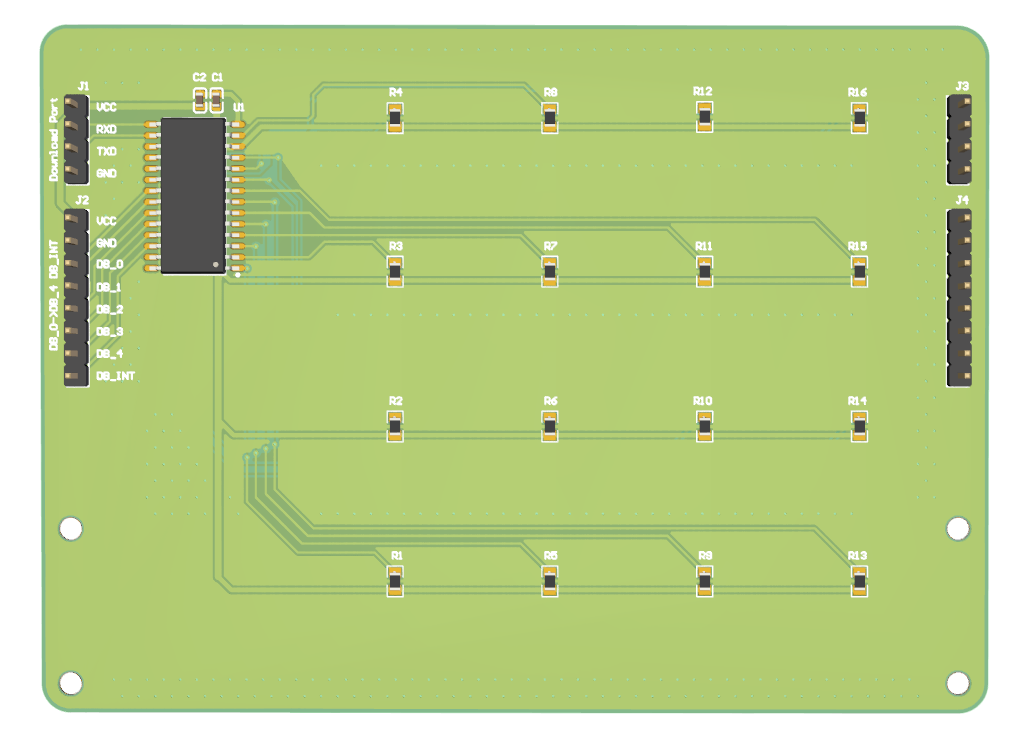 C2 C1
J1 R4 R8 R12 R16 J3
VCC U1
RXD
TXD
GND
Download Port
J2 J4
VCC
GND R3 R7 R11 R15
DB_0
DB_1
DB_2
DB_3
DB_4
DB_INT
DB_0->DB_4 DB_INT
R2 R6 R10 R14
R1 R5 R9 R13